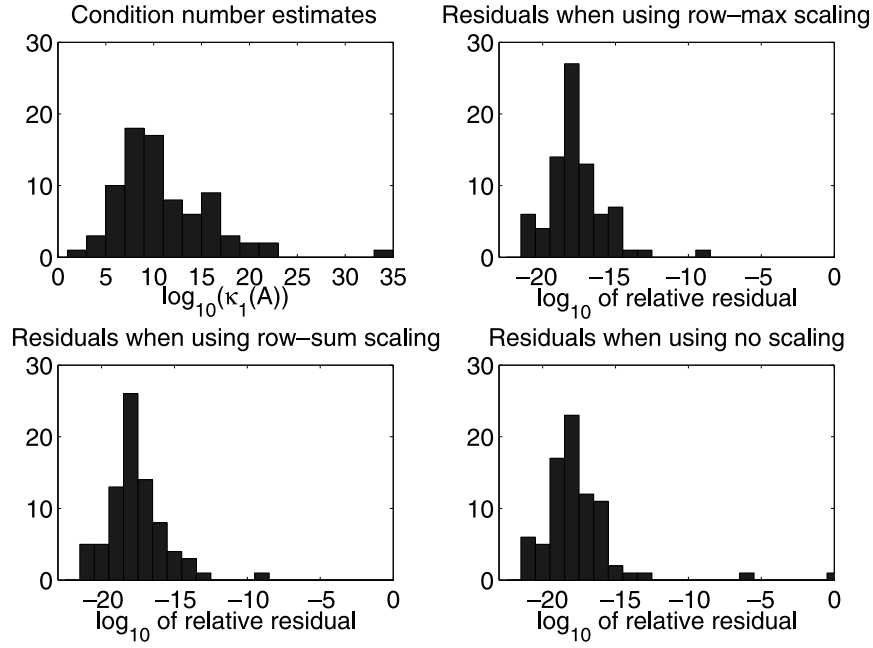 Condition number estimates
30
20
10
0
0 5 10 15 20 25 30 35
log10(κ1(A))
Residuals when using row–max scaling
30
20
10
0
−20 −15 −10 −5 0
log10 of relative residual
Residuals when using row–sum scaling
30
20
10
0
−20 −15 −10 −5 0
log10 of relative residual
Residuals when using no scaling
30
20
10
0
−20 −15 −10 −5 0
log10 of relative residual